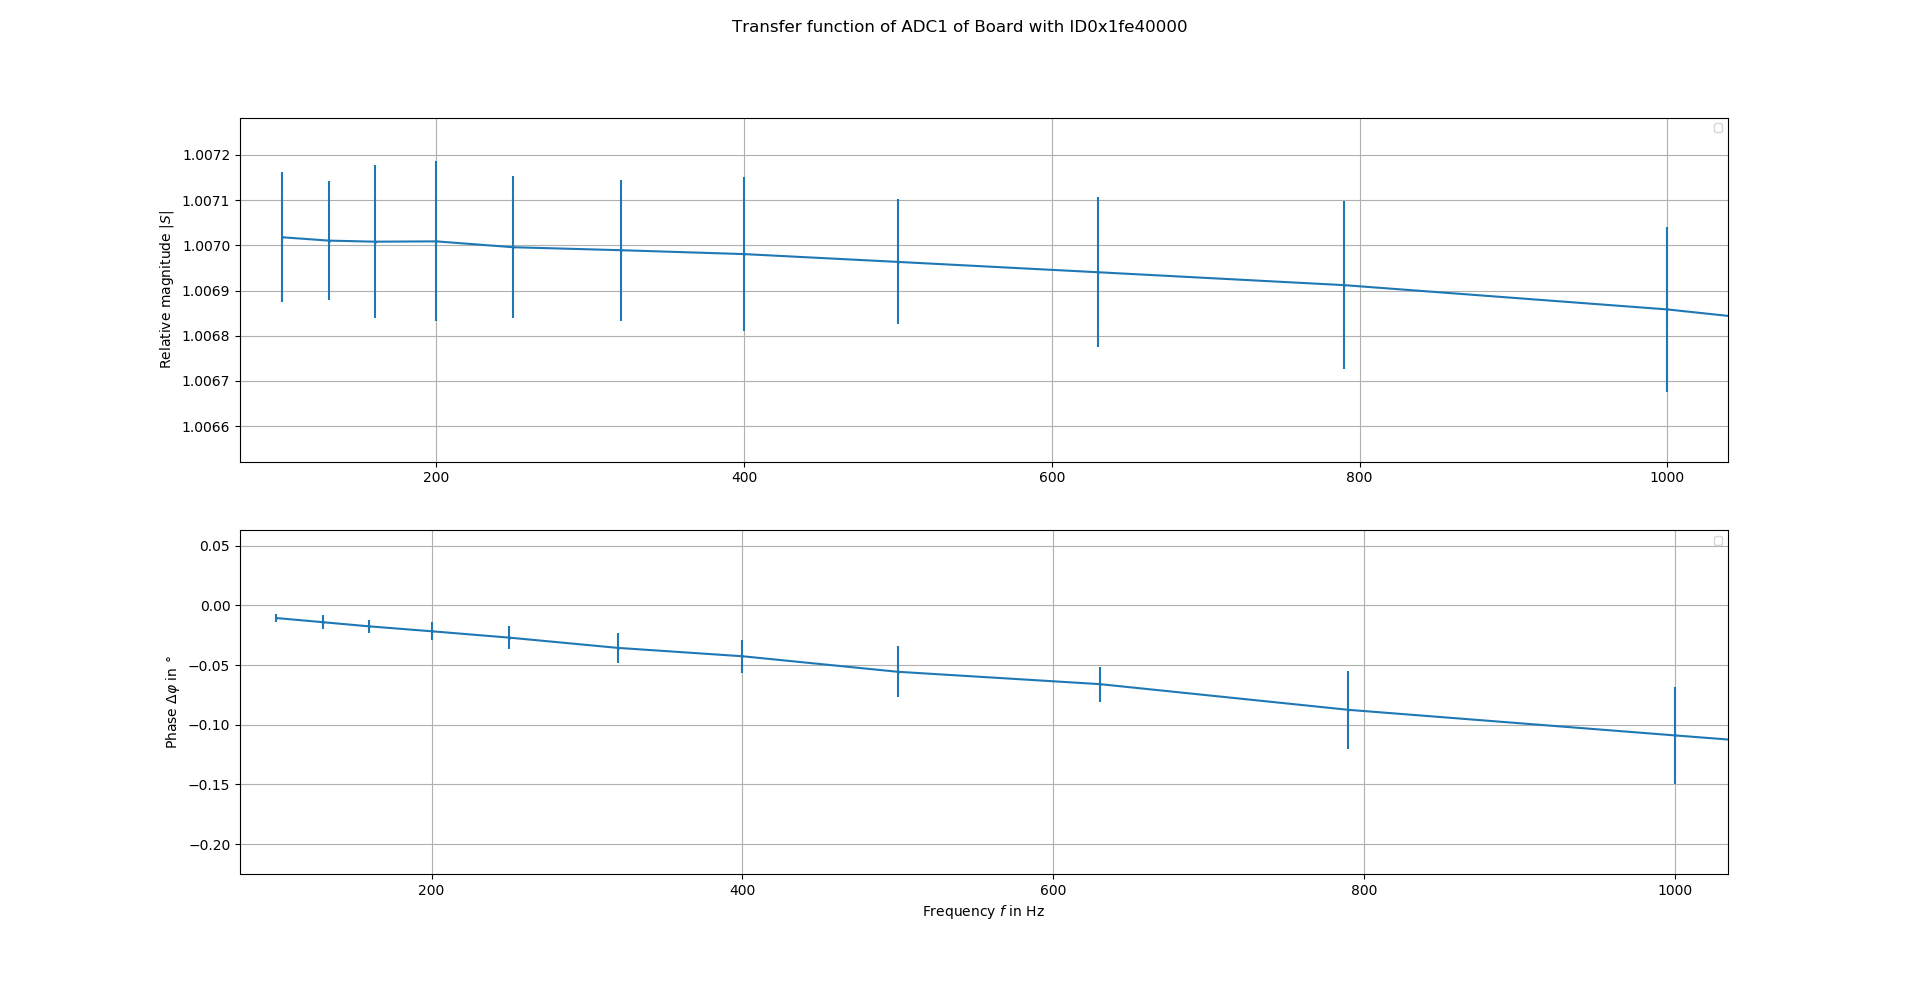 Transfer function of ADC1 of Board with ID0x1fe40000
Relative magnitude |S|
1.0072
1.0071
1.0070
1.0069
1.0068
1.0067
1.0066
200 400 600 800 1000
Phase Δφ in °
0.05
0.00
−0.05
−0.10
−0.15
−0.20
200 400 600 800 1000
Frequency f in Hz